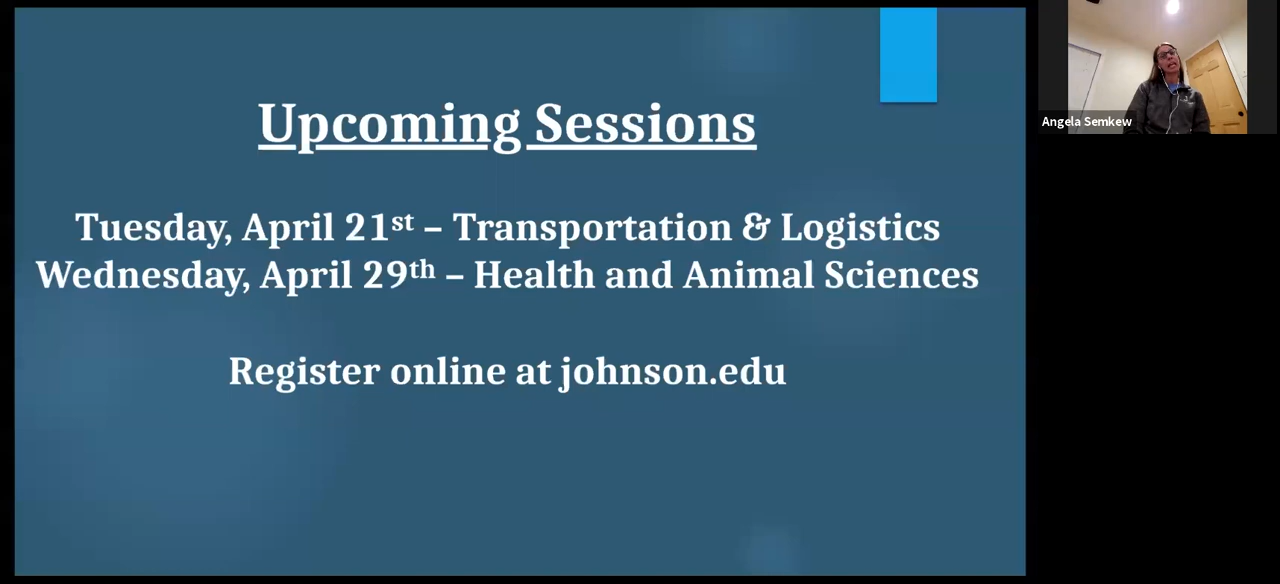 Upcoming Sessions
Tuesday, April 21st – Transportation & Logistics
Wednesday, April 29th – Health and Animal Sciences
Register online at johnson.edu
Angela Semkew